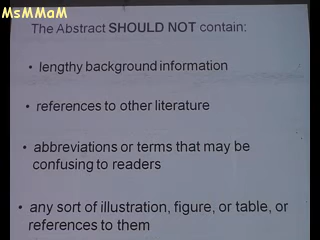 MsMMaM
The Abstract SHOULD NOT contain:
• lengthy background information
• references to other literature
• abbreviations or terms that may be
confusing to readers
• any sort of illustration, figure, or table, or
references to them